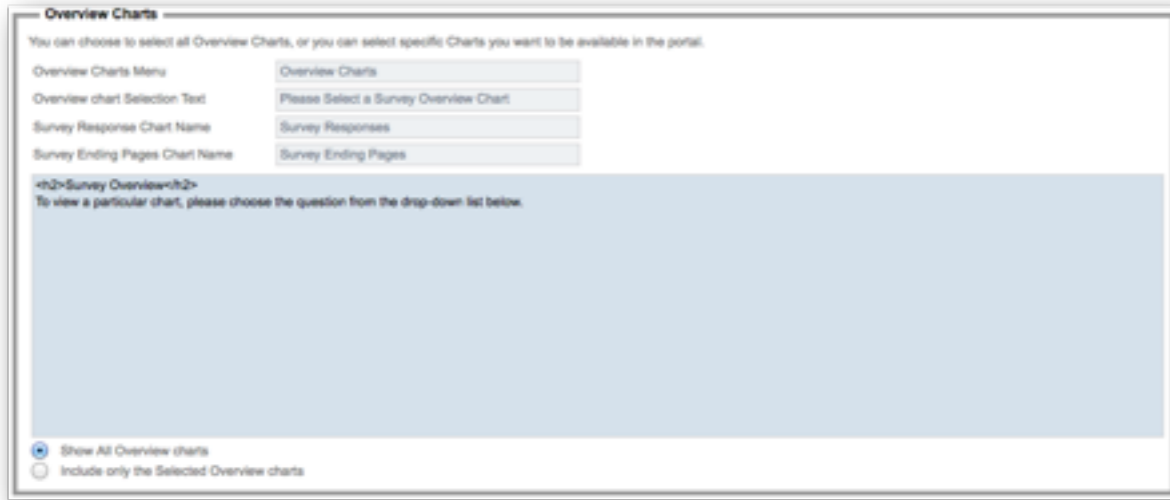 Overview Charts
You can choose to select all Overview Charts, or you can select specific Charts you want to be available in the portal.
Overview Charts Menu Overview Charts
Overview chart Selection Text Please Select a Survey Overview Chart
Survey Response Chart Name Survey Responses
Survey Ending Pages Chart Name Survey Ending Pages
<h2>Survey Overview</h2>
To view a particular chart, please choose the question from the drop-down list below.
Show All Overview charts
Include only the Selected Overview charts